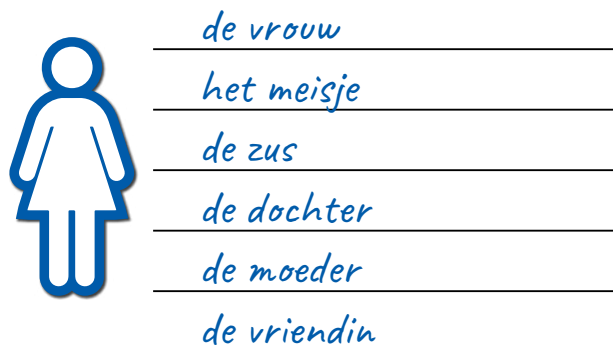 de vrouw
het meisje
de zus
de dochter
de moeder
de vriendin